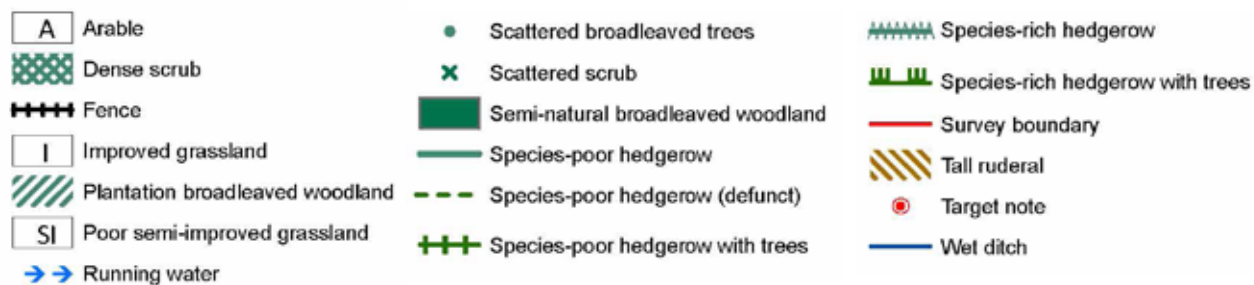 A Arable
Dense scrub
Fence
I Improved grassland
Plantation broadleaved woodland
SI Poor semi-improved grassland
Running water
Scattered broadleaved trees
Scattered scrub
Semi-natural broadleaved woodland
Species-poor hedgerow
Species-poor hedgerow (defunct)
Species-poor hedgerow with trees
Species-rich hedgerow
Species-rich hedgerow with trees
Survey boundary
Tall ruderal
Target note
Wet ditch